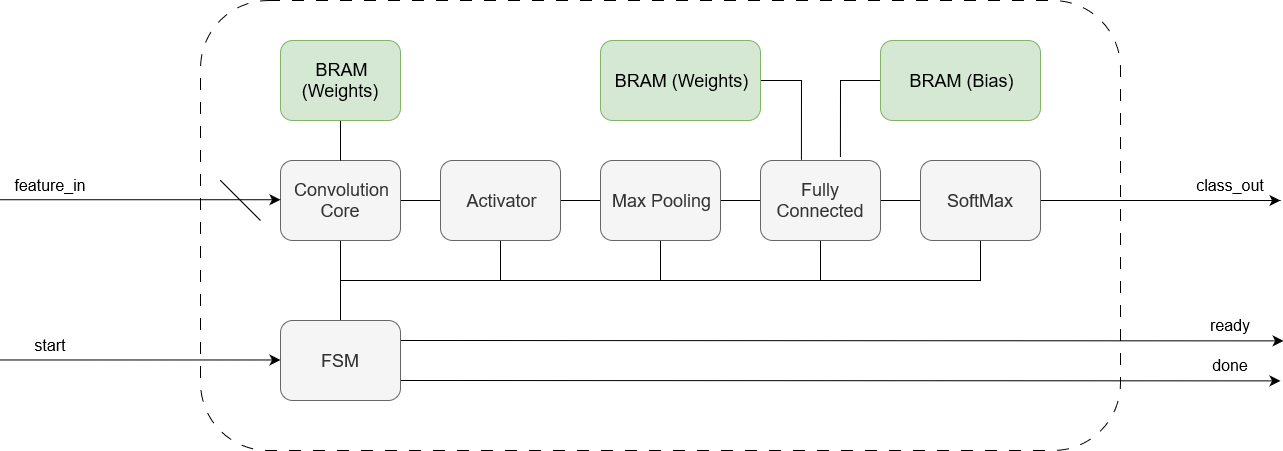 BRAM
(Weights)
BRAM (Weights)
BRAM (Bias)
feature_in
Convolution
Core
Activator
Max Pooling
Fully
Connected
SoftMax
class_out
start
FSM
ready
done